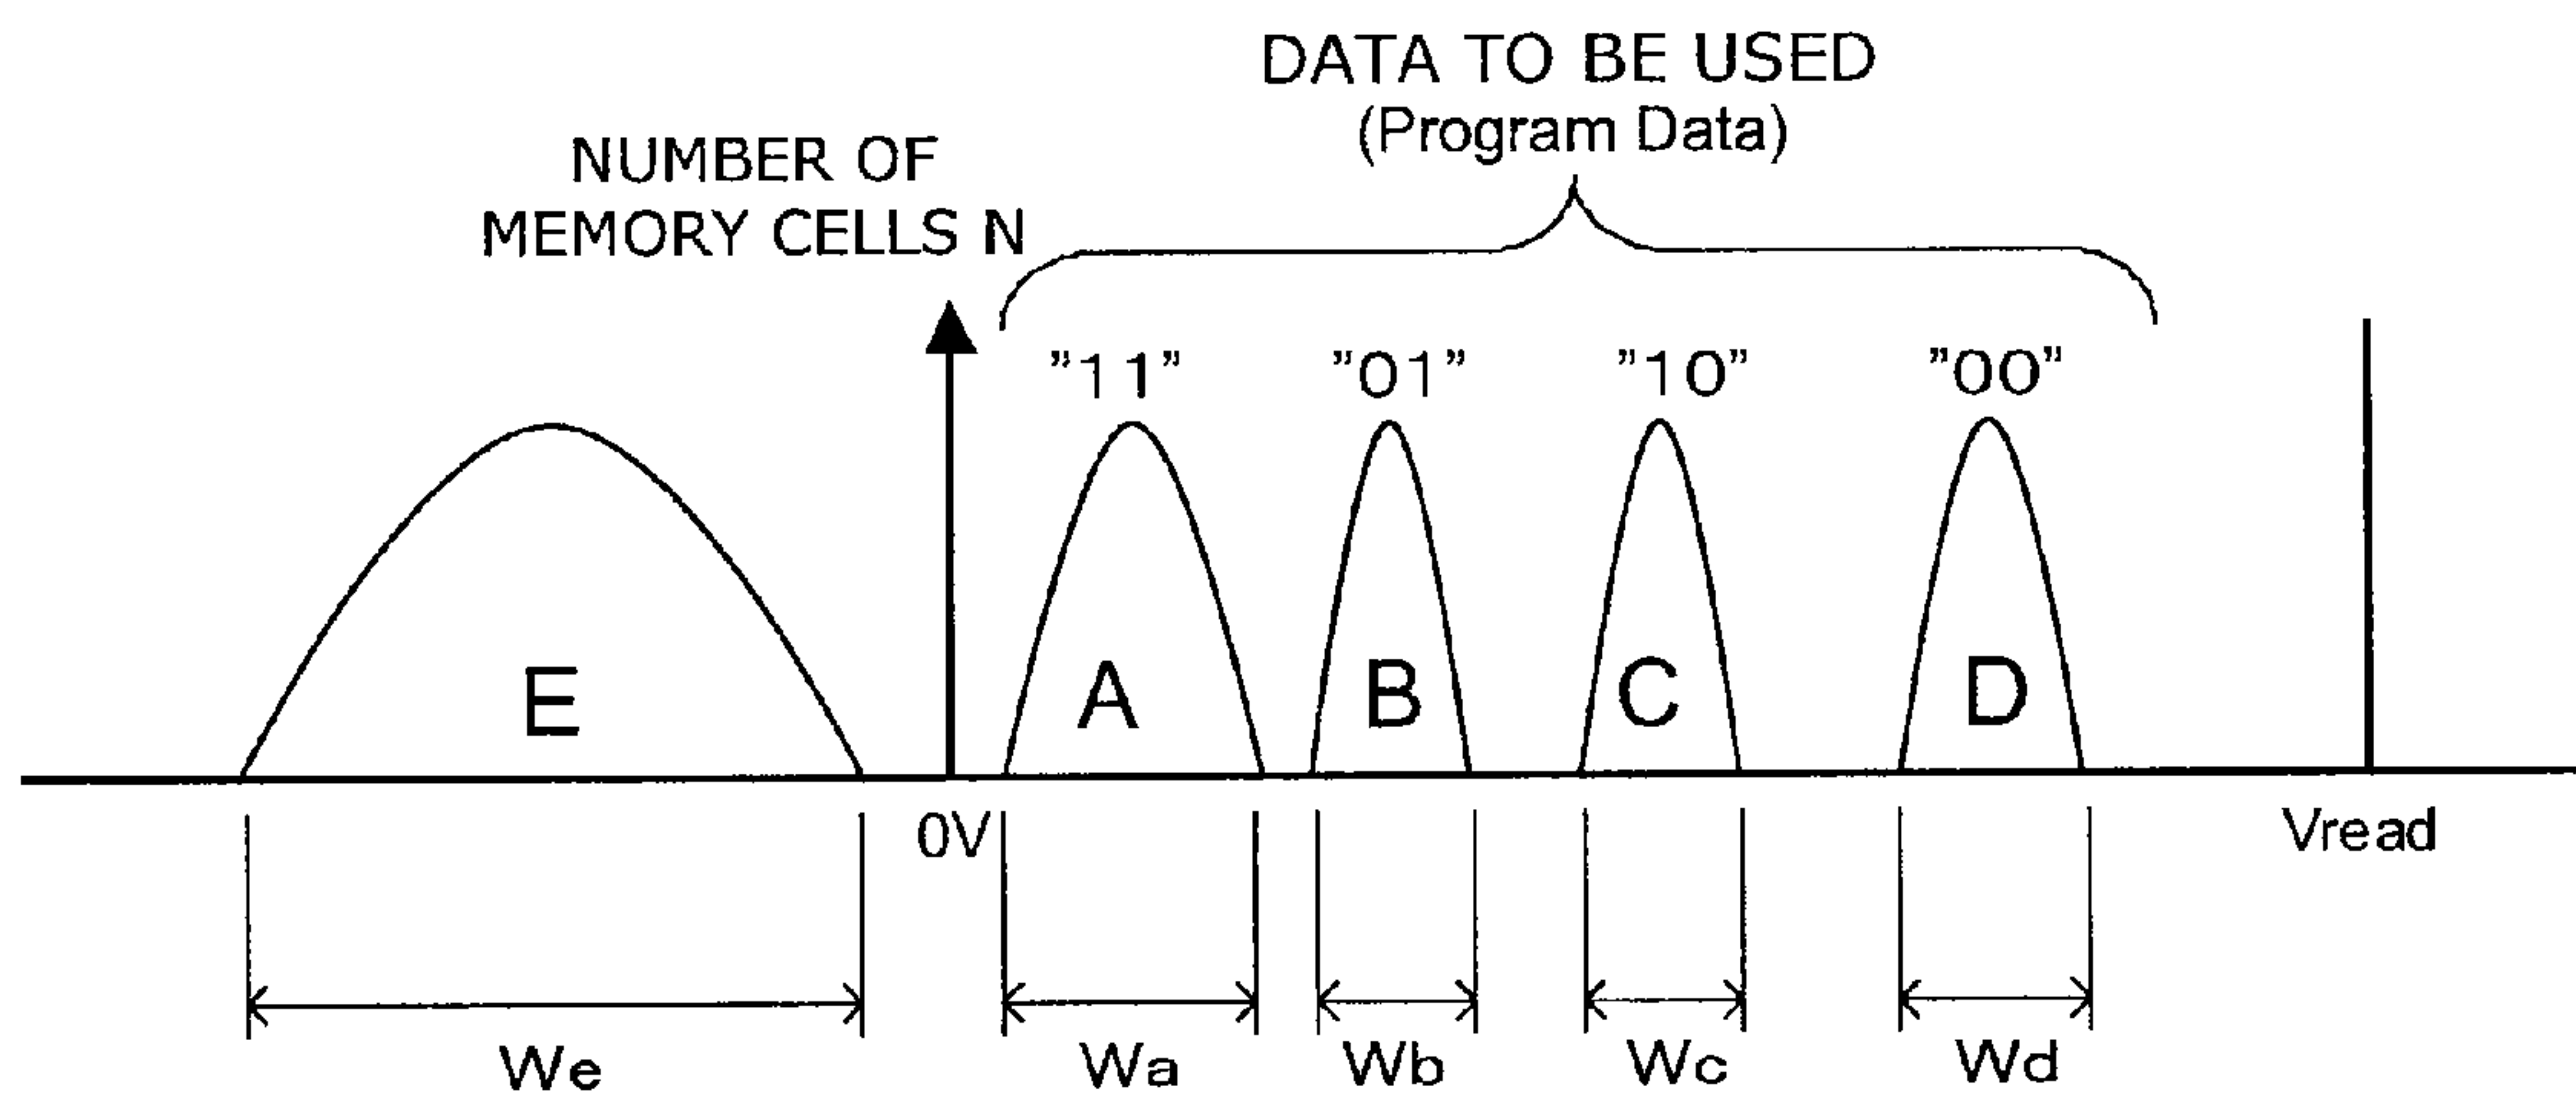 DATA TO BE USED
(Program Data)
NUMBER OF
MEMORY CELLS N
”11” ”01” ”10” ”00”
E A B C D
0V Vread
We Wa Wb Wc Wd